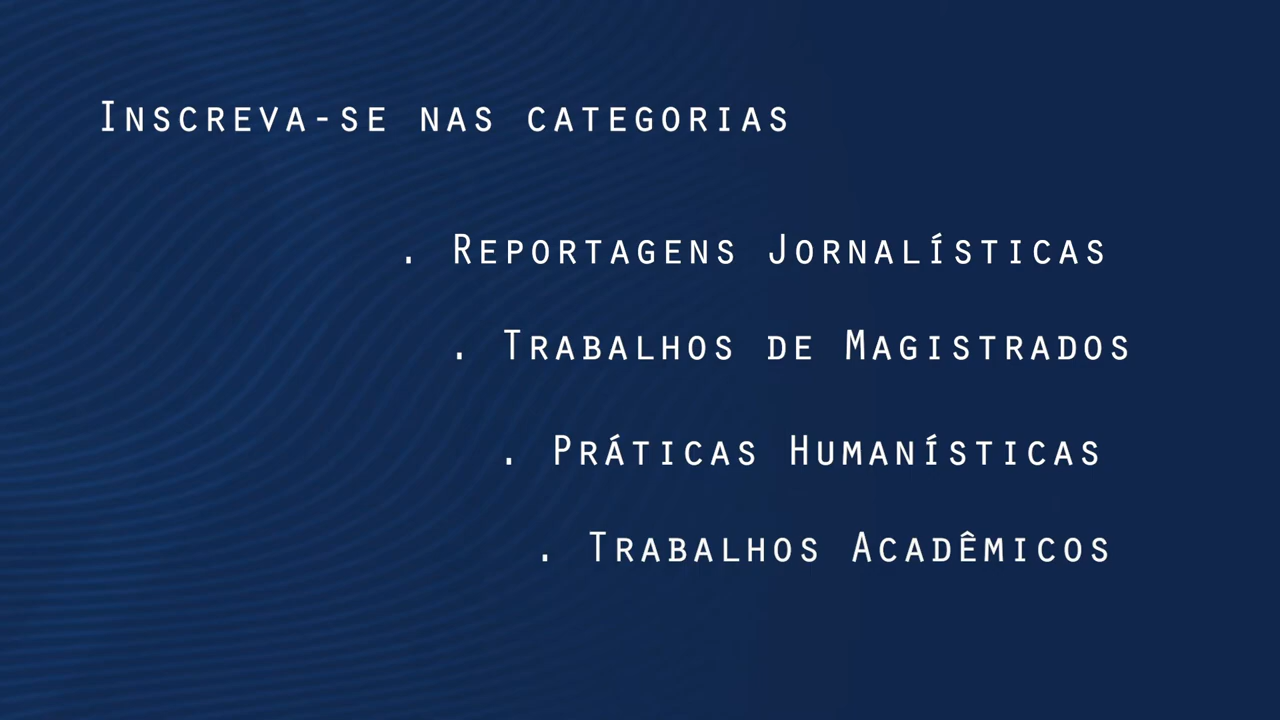 Inscreva-se nas categorias
. Reportagens Jornalísticas
. Trabalhos de Magistrados
. Práticas Humanísticas
. Trabalhos Acadêmicos